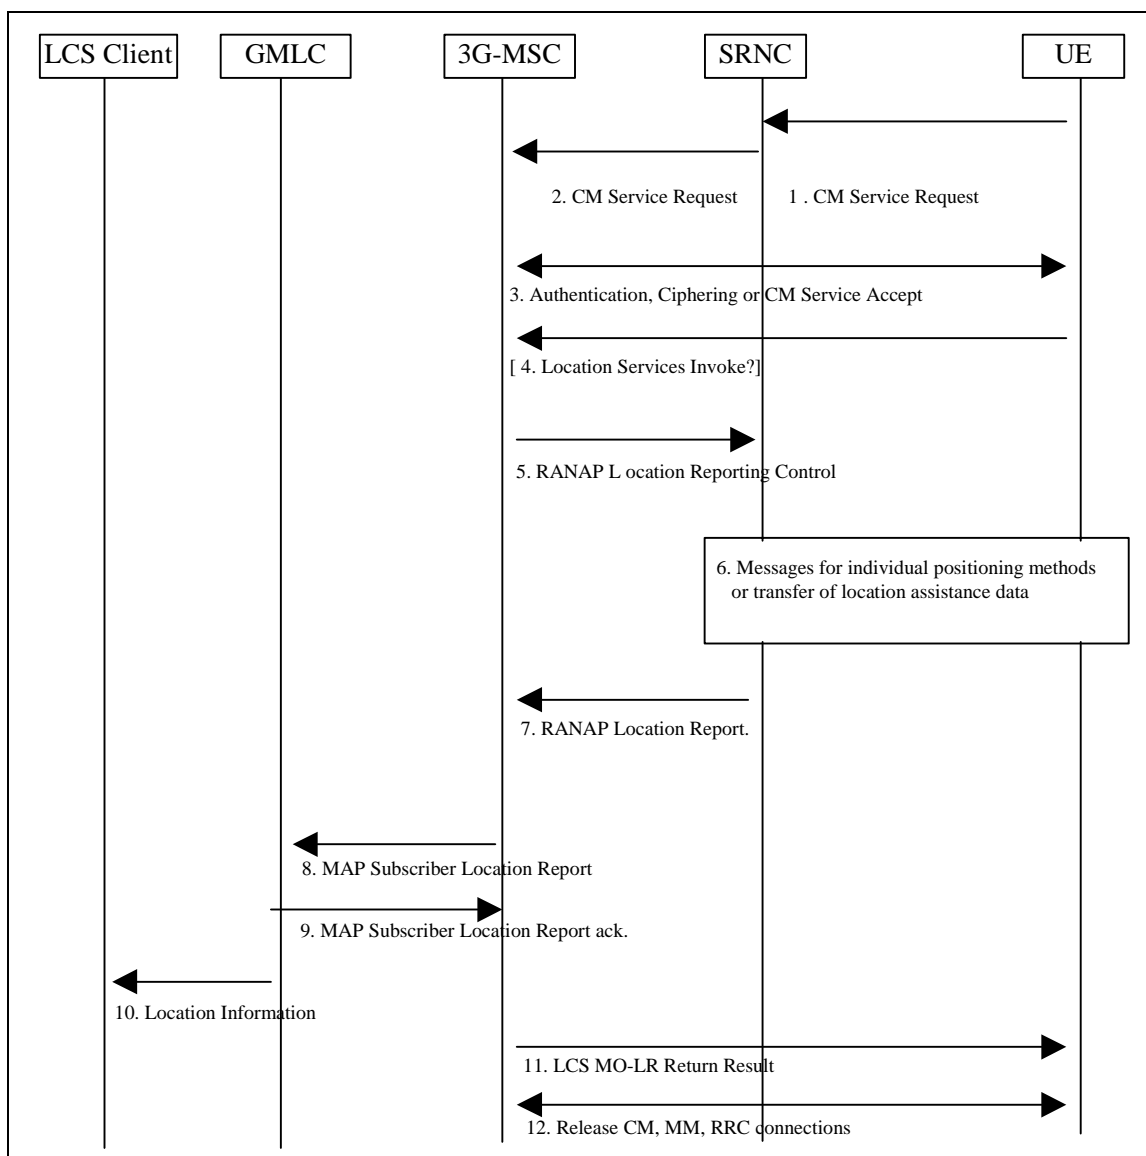 LCS Client GMLC 3G-MSC SRNC UE
2. CM Service Request 1 . CM Service Request
3. Authentication, Ciphering or CM Service Accept
[ 4. Location Services Invoke?]
5. RANAP L ocation Reporting Control
6. Messages for individual positioning methods
or transfer of location assistance data
7. RANAP Location Report.
8. MAP Subscriber Location Report
9. MAP Subscriber Location Report ack.
10. Location Information
11. LCS MO-LR Return Result
12. Release CM, MM, RRC connections